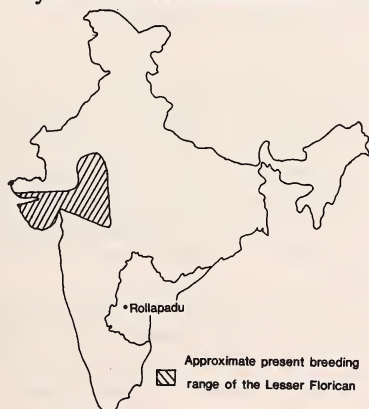 Rollapadu
Approximate present breeding
range of the Lesser Florican